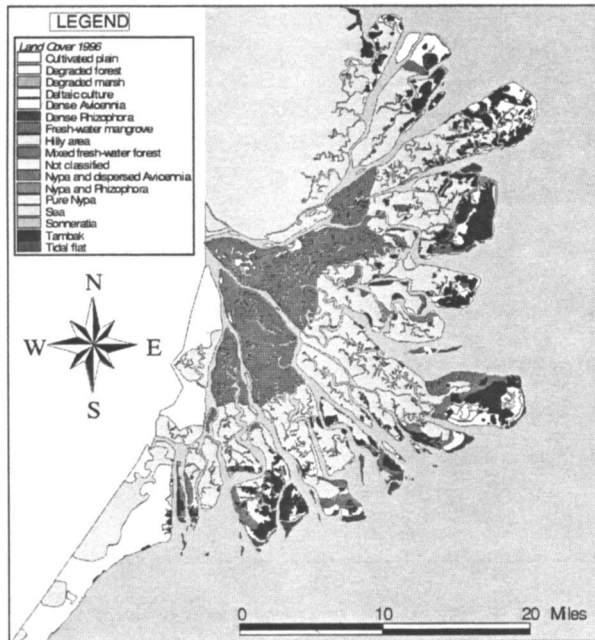 LEGEND
Land Cover 1996
Cultivated plain
Degraded forest
Degraded marsh
Deltaic culture
Dense Avicennia
Dense Rhizophora
Fresh-water mangrove
Hilly area
Mixed fresh-water forest
Not classified
Nypa and dispersed Avicennia
Nypa and Rhizophora
Pure Nypa
Sea
Sonneratia
Tambak
Tidal flat
N
W E
S
0 10 20 Miles